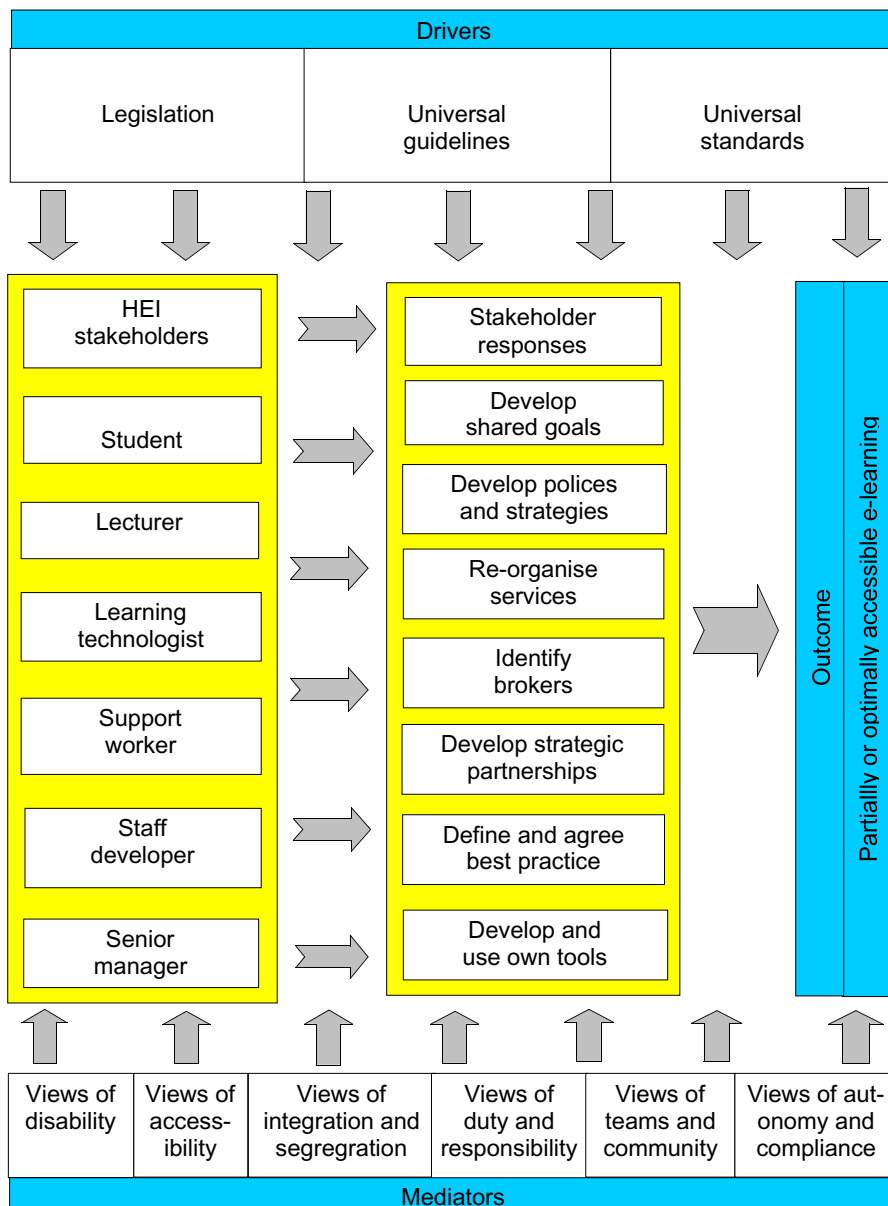 Drivers
Legislation
Universal
guidelines
Universal
standards
HEI
stakeholders
Student
Lecturer
Learning
technologist
Support
worker
Staff
developer
Senior
manager
Stakeholder
responses
Develop
shared goals
Develop polices
and strategies
Re-organise
services
Identify
brokers
Develop strategic
partnerships
Define and agree
best practice
Develop and
use own tools
Outcome
Partiallly or optimally accessible e-learning
Views of
disability
Views of
access-
ibility
Views of
integration and
segregration
Views of
duty and
responsibility
Views of
teams and
community
Views of aut-
onomy and
compliance
Mediators